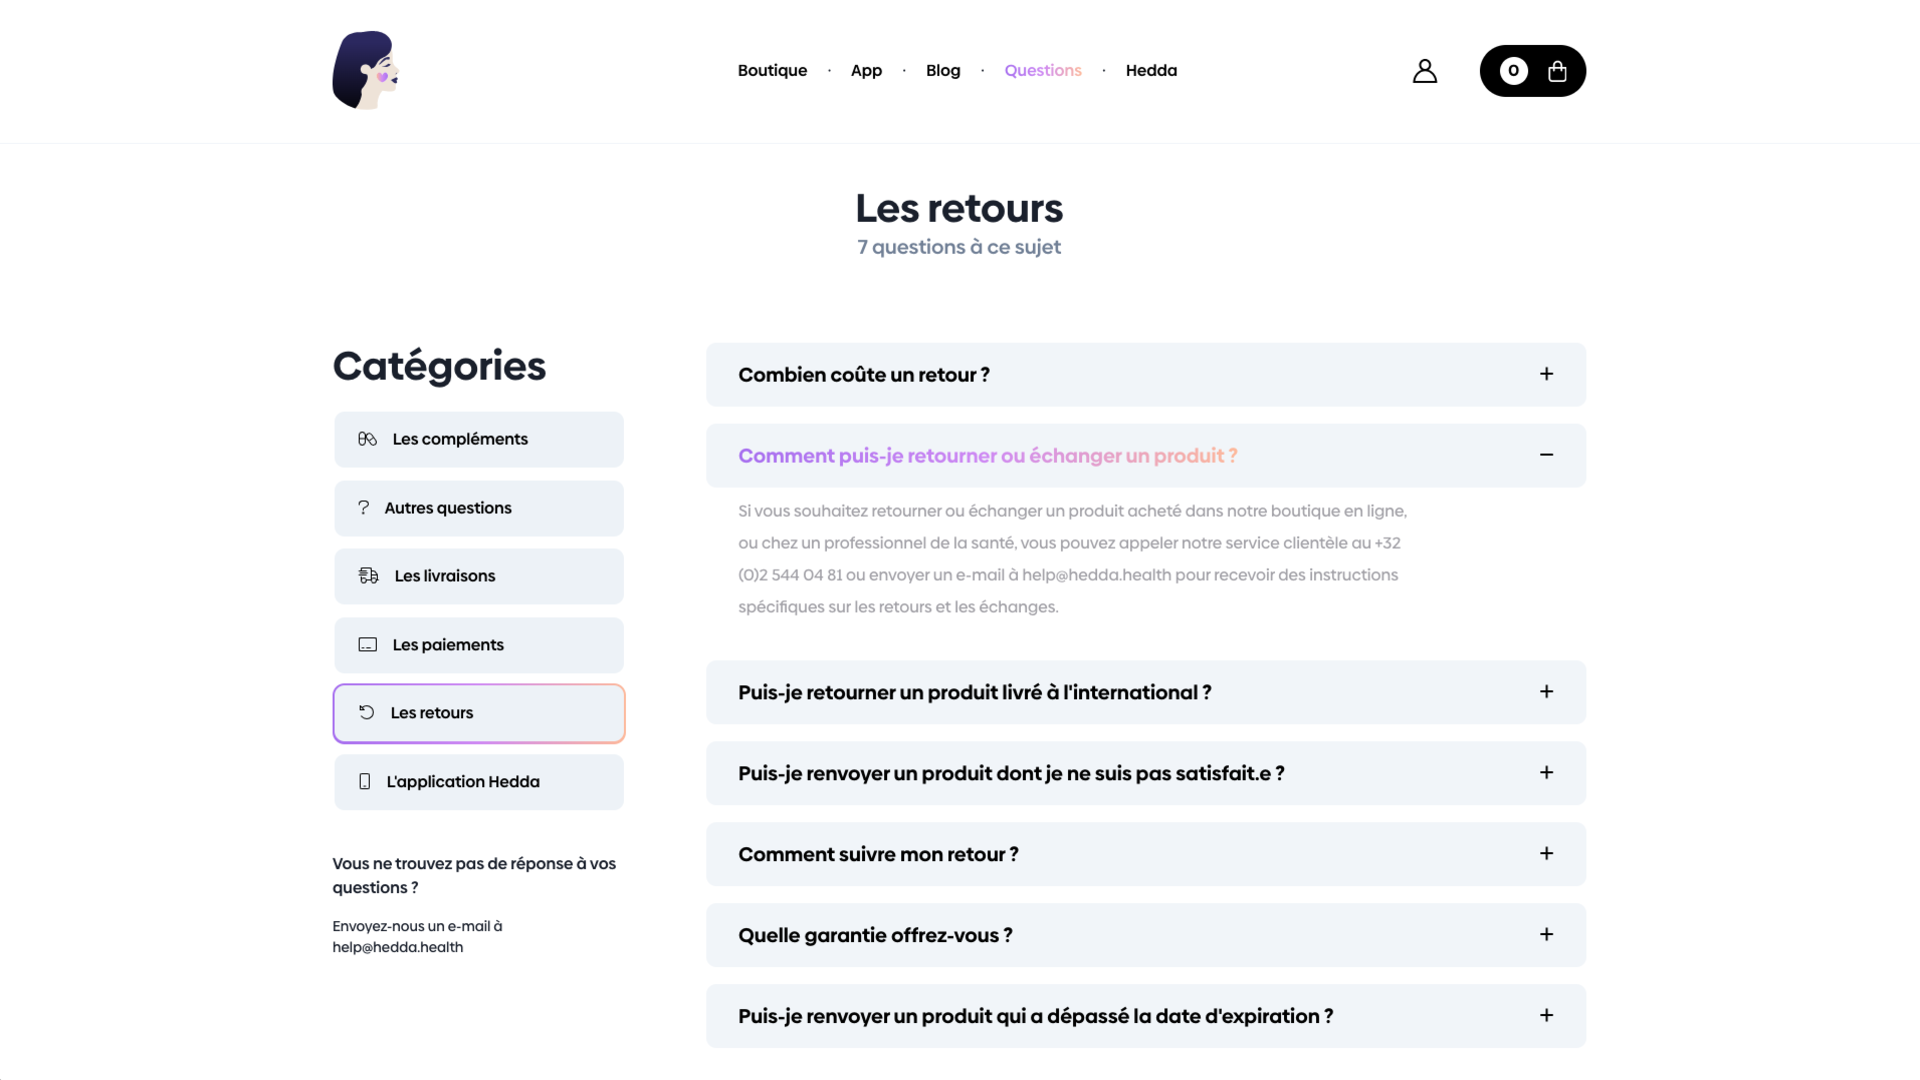 Boutique · App · Blog · Questions · Hedda
0
Les retours
7 questions à ce sujet
Catégories
Les compléments
Autres questions
Les livraisons
Les paiements
Les retours
L'application Hedda
Vous ne trouvez pas de réponse à vos
questions ?
Envoyez-nous un e-mail à
help@hedda.health
Combien coûte un retour ?
Comment puis-je retourner ou échanger un produit ?
Si vous souhaitez retourner ou échanger un produit acheté dans notre boutique en ligne,
ou chez un professionnel de la santé, vous pouvez appeler notre service clientèle au +32
(0)2 544 04 81 ou envoyer un e-mail à help@hedda.health pour recevoir des instructions
spécifiques sur les retours et les échanges.
Puis-je retourner un produit livré à l'international ?
Puis-je renvoyer un produit dont je ne suis pas satisfait.e ?
Comment suivre mon retour ?
Quelle garantie offrez-vous ?
Puis-je renvoyer un produit qui a dépassé la date d'expiration ?